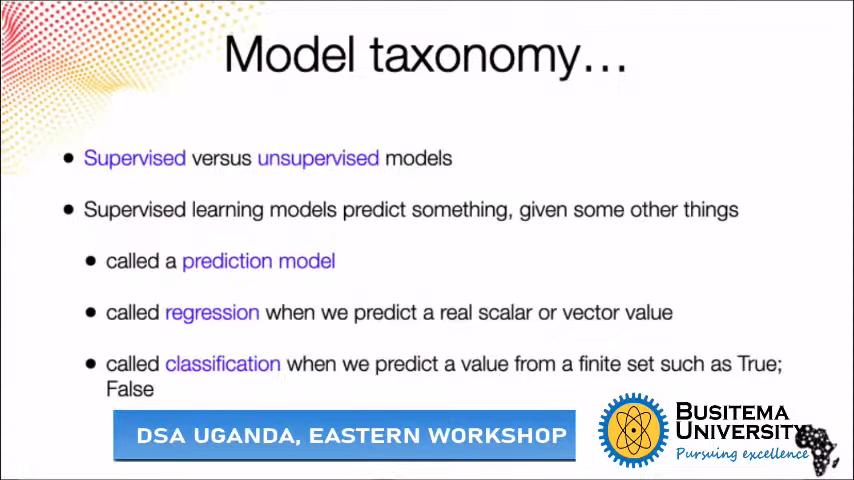 Model taxonomy…
• Supervised versus unsupervised models
• Supervised learning models predict something, given some other things
• called a prediction model
• called regression when we predict a real scalar or vector value
• called classification when we predict a value from a finite set such as True;
False
DSA UGANDA, EASTERN WORKSHOP
BUSITEMA
UNIVERSITY
Pursuing excellence